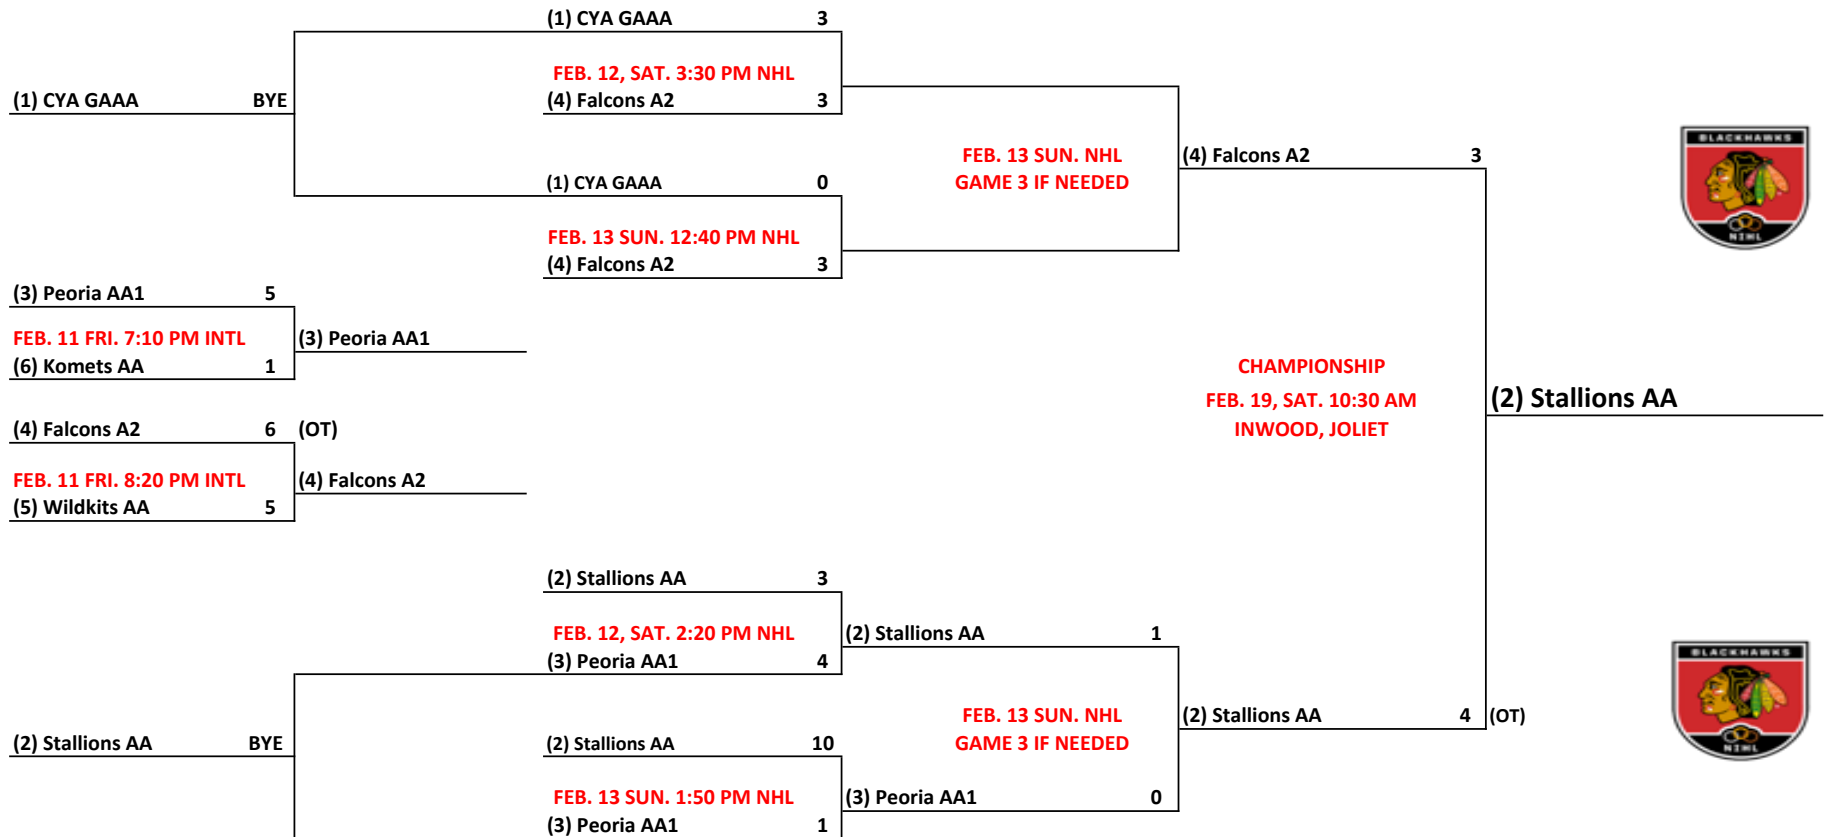 (1) CYA GAAA 3
FEB. 12, SAT. 3:30 PM NHL
(1) CYA GAAA BYE
(4) Falcons A2 3
BLACKHAWKS
NIHL
FEB. 13 SUN. NHL
GAME 3 IF NEEDED
(4) Falcons A2 3
(1) CYA GAAA 0
FEB. 13 SUN. 12:40 PM NHL
(4) Falcons A2 3
(3) Peoria AA1 5
FEB. 11 FRI. 7:10 PM INTL
(3) Peoria AA1
(6) Komets AA 1
CHAMPIONSHIP
FEB. 19, SAT. 10:30 AM
INWOOD, JOLIET
(2) Stallions AA
(4) Falcons A2 6 (OT)
FEB. 11 FRI. 8:20 PM INTL
(4) Falcons A2
(5) Wildkits AA 5
(2) Stallions AA 3
FEB. 12, SAT. 2:20 PM NHL
(2) Stallions AA 1
(3) Peoria AA1 4
BLACKHAWKS
NIHL
FEB. 13 SUN. NHL
GAME 3 IF NEEDED
(2) Stallions AA 4 (OT)
(2) Stallions AA BYE
(2) Stallions AA 10
FEB. 13 SUN. 1:50 PM NHL
(3) Peoria AA1 0
(3) Peoria AA1 1